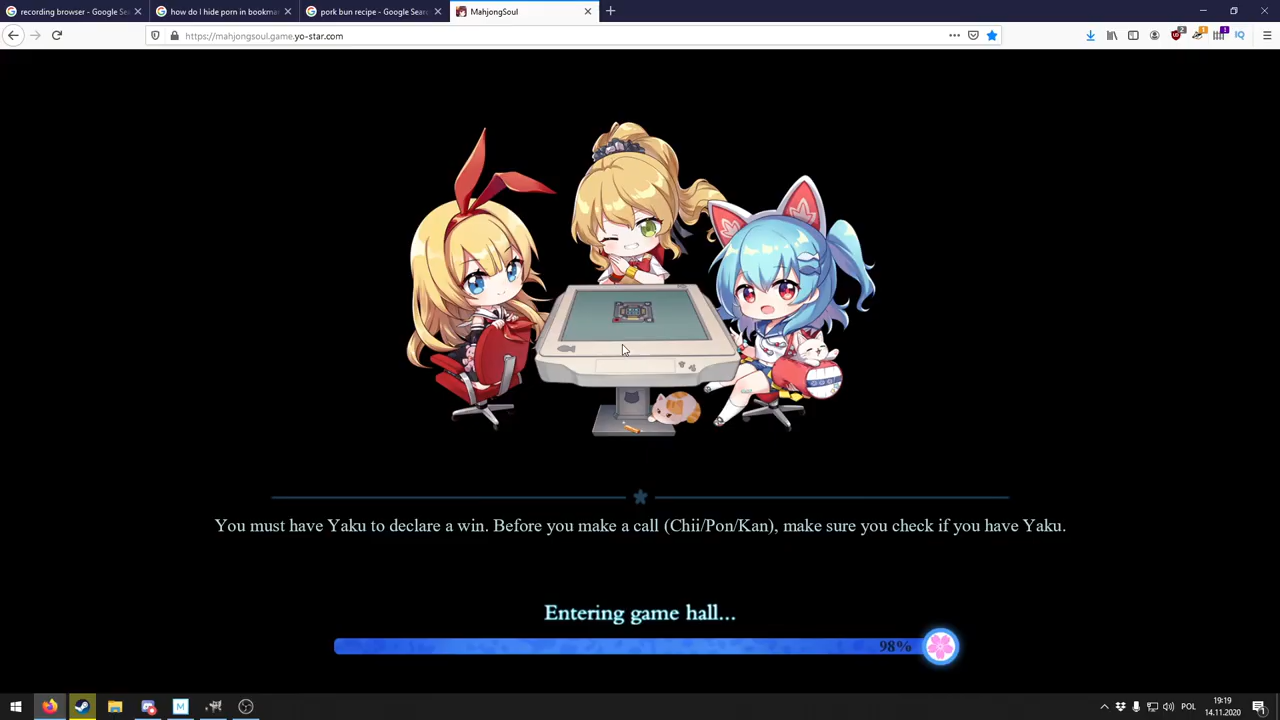 recording browser - Google Se
how do I hide porn in bookma
pork bun recipe - Google Sear
MahjongSoul
https://mahjongsoul.game.yo-star.com
You must have Yaku to declare a win. Before you make a call (Chii/Pon/Kan), make sure you check if you have Yaku.
Entering game hall...
98%
POL
19:19
14.11.2020